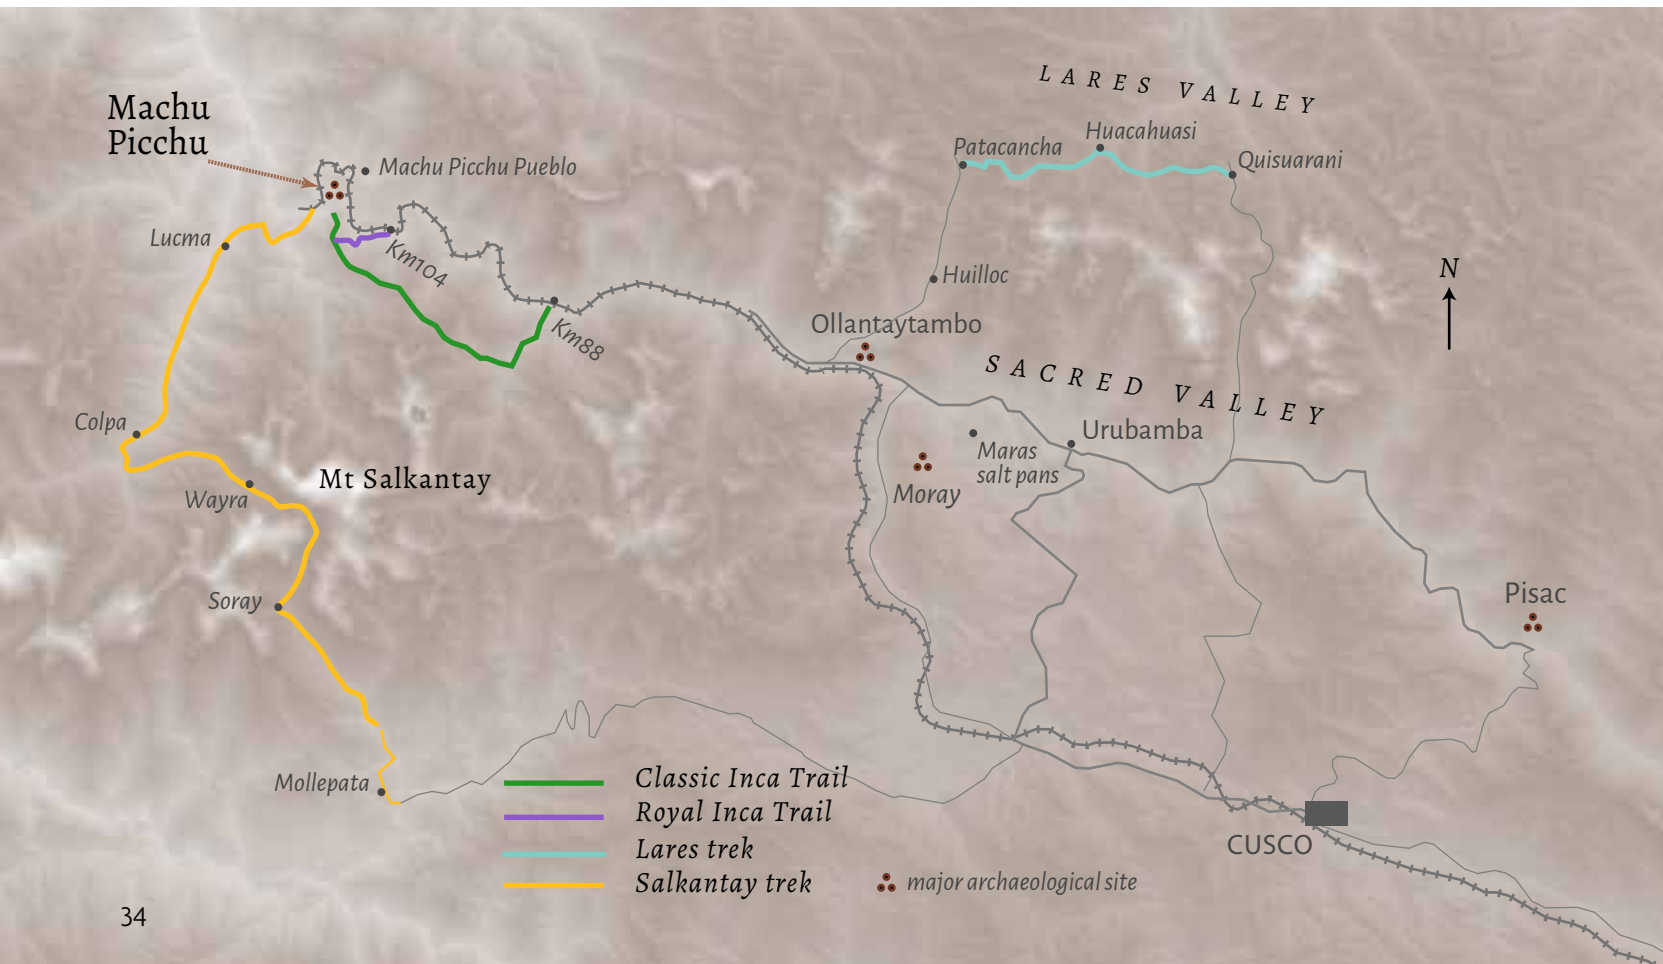 LARES VALLEY
Machu
Picchu
Huacahuasi
Patacancha
Quisuarani
Machu Picchu Pueblo
Lucma
Km104
N
Huilloc
Ollantaytambo
Km88
SACRED VALLEY
Colpa
Urubamba
Maras
salt pans
Mt Salkantay
Wayra
Moray
Pisac
Soray
Mollepata
Classic Inca Trail
Royal Inca Trail
CUSCO
Lares trek
Salkantay trek
major archaeological site
34